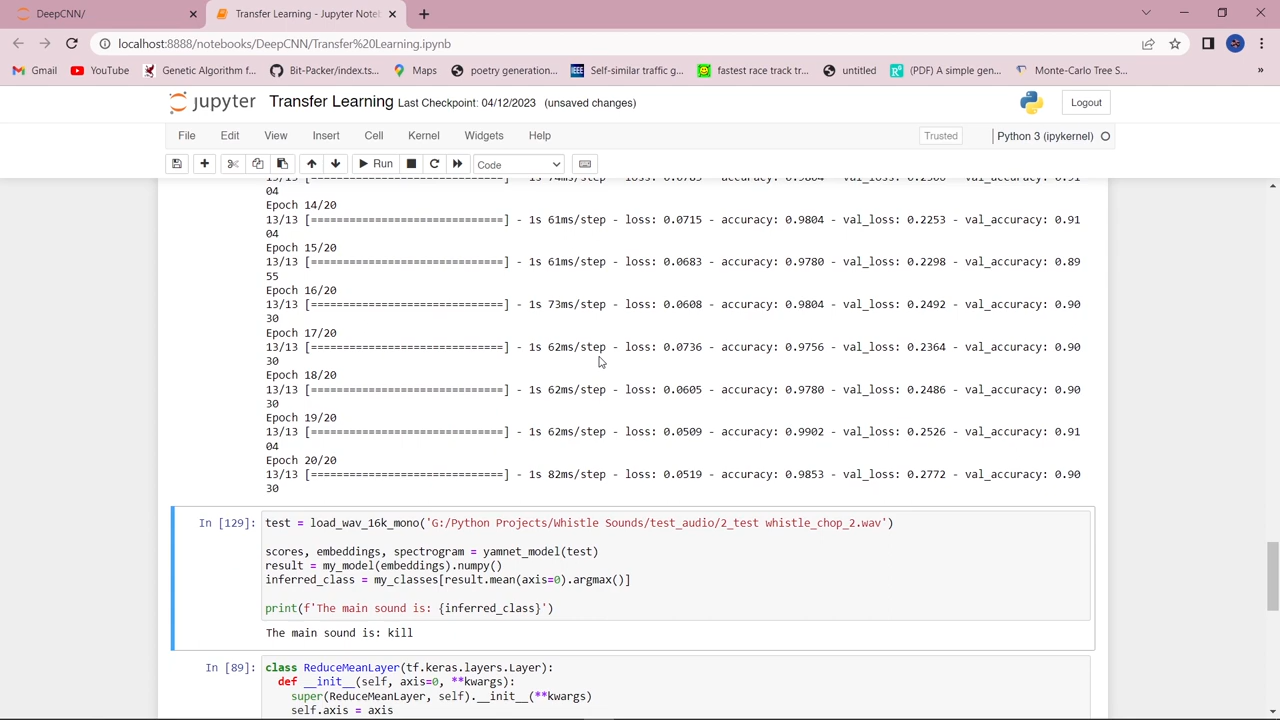 DeepCNN/
Transfer Learning - Jupyter Noteb
localhost:8888/notebooks/DeepCNN/Transfer%20Learning.ipynb
Gmail YouTube Genetic Algorithm f... Bit-Packer/index.ts... Maps poetry generation... Self-similar traffic g... fastest race track tr... untitled (PDF) A simple gen... Monte-Carlo Tree S... »
jupyter Transfer Learning Last Checkpoint: 04/12/2023 (unsaved changes) Logout
File Edit View Insert Cell Kernel Widgets Help Trusted Python 3 (ipykernel)
Run Code
04
Epoch 14/20
13/13 [==============================] - 1s 61ms/step - loss: 0.0715 - accuracy: 0.9804 - val_loss: 0.2253 - val_accuracy: 0.91
04
Epoch 15/20
13/13 [==============================] - 1s 61ms/step - loss: 0.0683 - accuracy: 0.9780 - val_loss: 0.2298 - val_accuracy: 0.89
55
Epoch 16/20
13/13 [==============================] - 1s 73ms/step - loss: 0.0608 - accuracy: 0.9804 - val_loss: 0.2492 - val_accuracy: 0.90
30
Epoch 17/20
13/13 [==============================] - 1s 62ms/step - loss: 0.0736 - accuracy: 0.9756 - val_loss: 0.2364 - val_accuracy: 0.90
30
Epoch 18/20
13/13 [==============================] - 1s 62ms/step - loss: 0.0605 - accuracy: 0.9780 - val_loss: 0.2486 - val_accuracy: 0.90
30
Epoch 19/20
13/13 [==============================] - 1s 62ms/step - loss: 0.0509 - accuracy: 0.9902 - val_loss: 0.2526 - val_accuracy: 0.91
04
Epoch 20/20
13/13 [==============================] - 1s 82ms/step - loss: 0.0519 - accuracy: 0.9853 - val_loss: 0.2772 - val_accuracy: 0.90
30
In [129]: test = load_wav_16k_mono('G:/Python Projects/Whistle Sounds/test_audio/2_test whistle_chop_2.wav')
scores, embeddings, spectrogram = yamnet_model(test)
result = my_model(embeddings).numpy()
inferred_class = my_classes[result.mean(axis=0).argmax()]
print(f'The main sound is: {inferred_class}')
The main sound is: kill
In [89]: class ReduceMeanLayer(tf.keras.layers.Layer):
def __init__(self, axis=0, **kwargs):
super(ReduceMeanLayer, self).__init__(**kwargs)
self.axis = axis